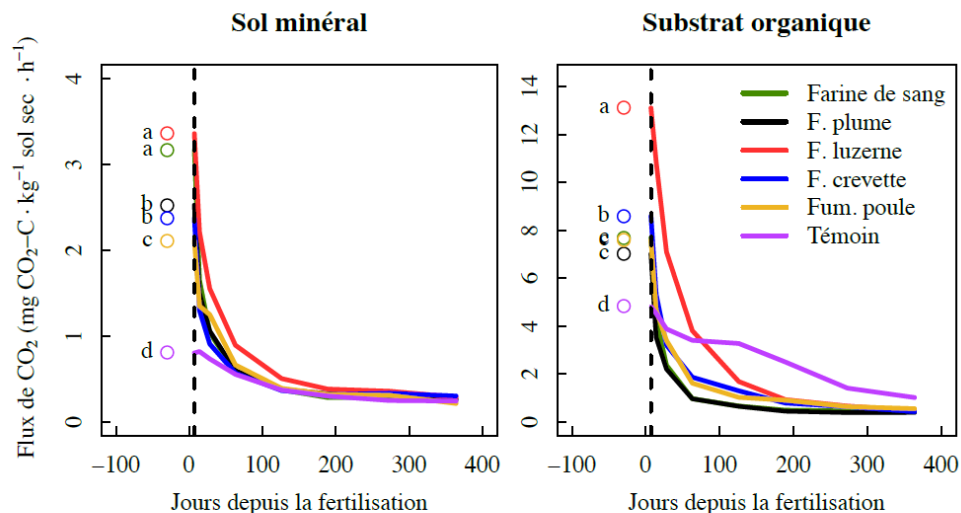 Sol minéral
Substrat organique
Flux de CO₂ (mg CO₂–C · kg⁻¹ sol sec · h⁻¹)
4
3
2
1
0
a
a
b
b
c
d
–100 0 100 200 300 400
Jours depuis la fertilisation
14
12
10
8
6
4
2
0
a
b
c
c
c
d
Farine de sang
F. plume
F. luzerne
F. crevette
Fum. poule
Témoin
–100 0 100 200 300 400
Jours depuis la fertilisation